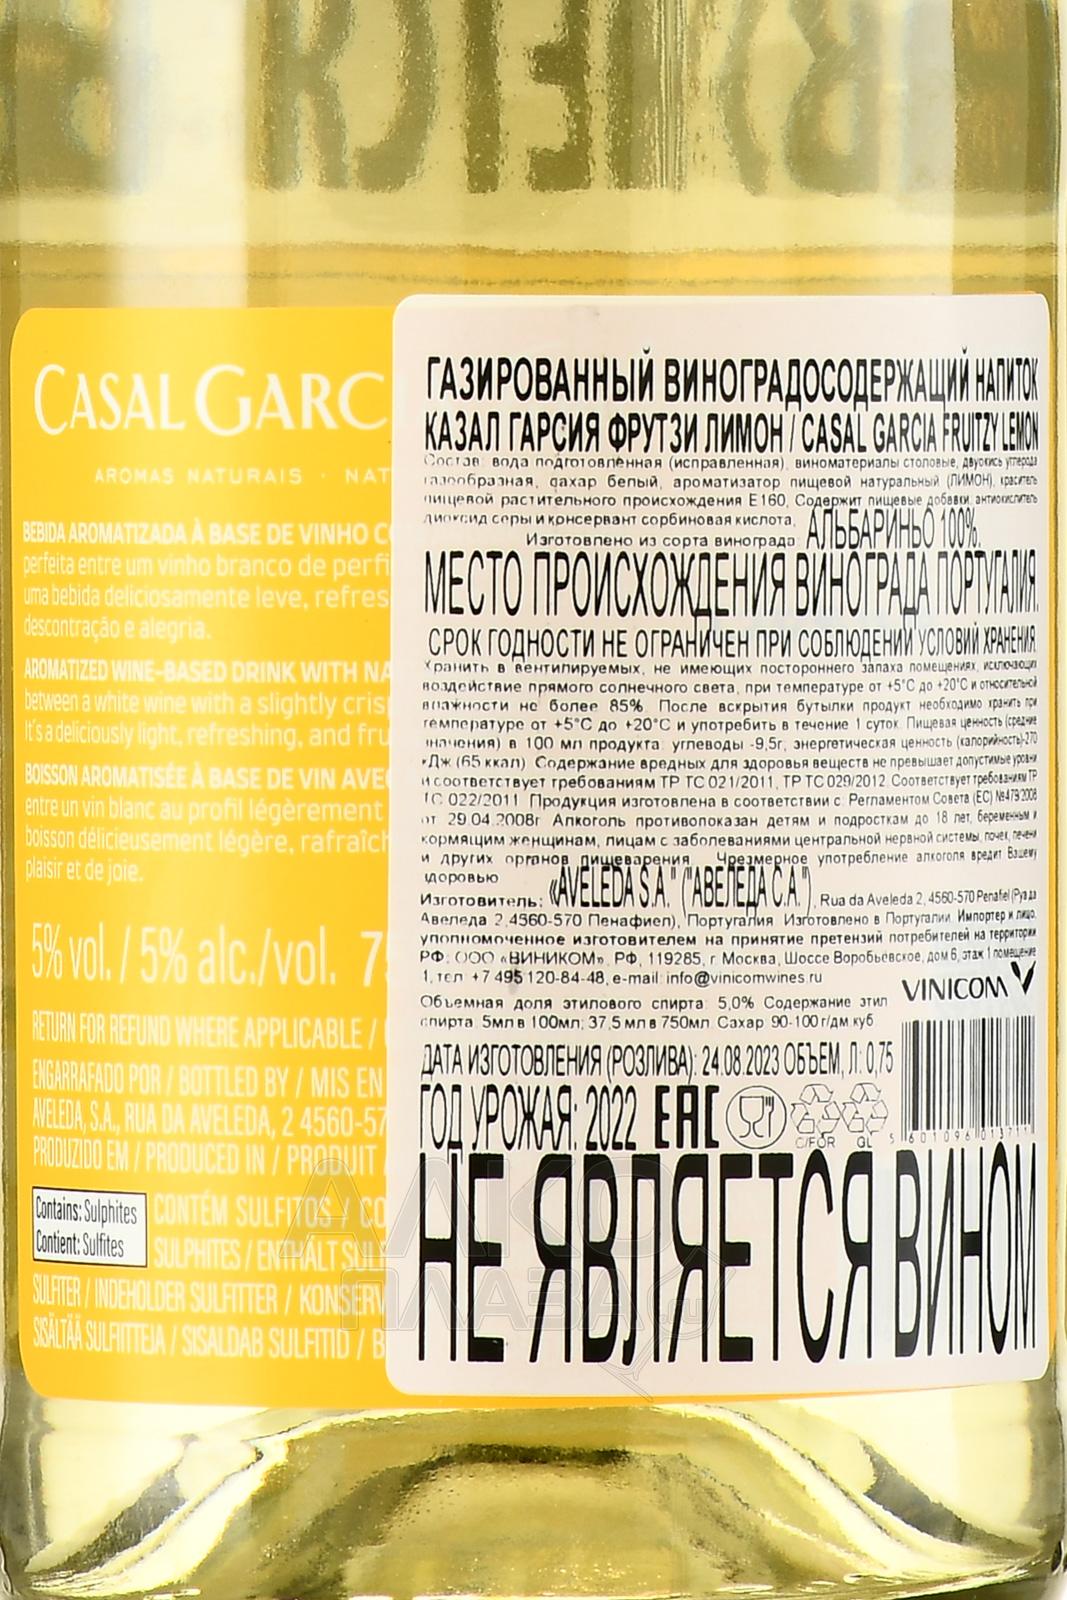 CASAL GARC
AROMAS NATURAIS · NAT
BEBIDA AROMATIZADA À BASE DE VINHO CO
perfeita entre um vinho branco de perfi
uma bebida deliciosamente leve, refres
descontração e alegria.
AROMATIZED WINE-BASED DRINK WITH NA
between a white wine with a slightly crisp
It's a deliciously light, refreshing, and fru
BOISSON AROMATISÉE À BASE DE VIN AVEC
entre un vin blanc au profil légèrement
boisson délicieusement légère, rafraîch
plaisir et de joie.
5% vol. / 5% alc./vol. 75
RETURN FOR REFUND WHERE APPLICABLE /
ENGARRAFADO POR / BOTTLED BY / MIS EN
AVELEDA, S.A., RUA DA AVELEDA, 2 4560-57
PRODUZIDO EM / PRODUCED IN / PRODUIT
Contains: Sulphites
Contient: Sulfites
CONTÉM SULFITOS / CO
SULPHITES / ENTHÄLT SULF
SULFITER / INDEHOLDER SULFITTER / KONSERV
SISÄLTÄÄ SULFIITTEJA / SISALDAB SULFITID / B
ГАЗИРОВАННЫЙ ВИНОГРАДОСОДЕРЖАЩИЙ НАПИТОК
КАЗАЛ ГАРСИЯ ФРУТЗИ ЛИМОН / CASAL GARCIA FRUITZY LEMON
Состав: вода подготовленная (исправленная), виноматериалы столовые, двуокись углерода
газообразная, сахар белый, ароматизатор пищевой натуральный (ЛИМОН), краситель
пищевой растительного происхождения Е160, Содержит пищевые добавки: антиокислитель
диоксид серы и консервант сорбиновая кислота,
Изготовлено из сорта винограда: АЛЬБАРИНЬО 100%.
МЕСТО ПРОИСХОЖДЕНИЯ ВИНОГРАДА ПОРТУГАЛИЯ.
СРОК ГОДНОСТИ НЕ ОГРАНИЧЕН ПРИ СОБЛЮДЕНИИ УСЛОВИЙ ХРАНЕНИЯ.
Хранить в вентилируемых, не имеющих постороннего запаха помещениях, исключающих
воздействие прямого солнечного света, при температуре от +5°С до +20°С и относительной
влажности не более 85%. После вскрытия бутылки продукт необходимо хранить при
температуре от +5°С до +20°С и употребить в течение 1 суток. Пищевая ценность (средние
значения) в 100 мл продукта: углеводы -9,5г, энергетическая ценность (калорийность)-270
кДж (65 ккал). Содержание вредных для здоровья веществ не превышает допустимые уровни
и соответствует требованиям ТР ТС 021/2011, ТР ТС 029/2012. Соответствует требованиям ТР
ТС 022/2011. Продукция изготовлена в соответствии с: Регламентом Совета (ЕС) №479/2008
от 29.04.2008г Алкоголь противопоказан детям и подросткам до 18 лет, беременным и
кормящим женщинам, лицам с заболеваниями центральной нервной системы, почек, печени
и других органов пищеварения. Чрезмерное употребление алкоголя вредит Вашему
здоровью
Изготовитель: «AVELEDA S.A." ("АВЕЛЕДА С.А."), Rua da Aveleda 2, 4560-570 Penafiel (Руа да
Авеледа 2,4560-570 Пенафиел), Португалия. Изготовлено в Португалии. Импортер и лицо,
уполномоченное изготовителем на принятие претензий потребителей на территории
РФ: ООО «ВИНИКОМ», РФ, 119285, г Москва, Шоссе Воробьёвское, дом 6, этаж 1 помещение
1, тел. +7 495 120-84-48, e-mail: info@vinicomwines.ru
VINICOM
Объемная доля этилового спирта: 5,0% Содержание этил
спирта: 5мл в 100мл; 37,5 мл в 750мл. Сахар: 90-100 г/дм.куб
ДАТА ИЗГОТОВЛЕНИЯ (РОЗЛИВА): 24.08.2023 ОБЪЕМ, Л: 0,75
ГОД УРОЖАЯ: 2022 EAC
C/FOR GL 5 601096 013711
НЕ ЯВЛЯЕТСЯ ВИНОМ
АЛКО
ПЛАЗА.ru